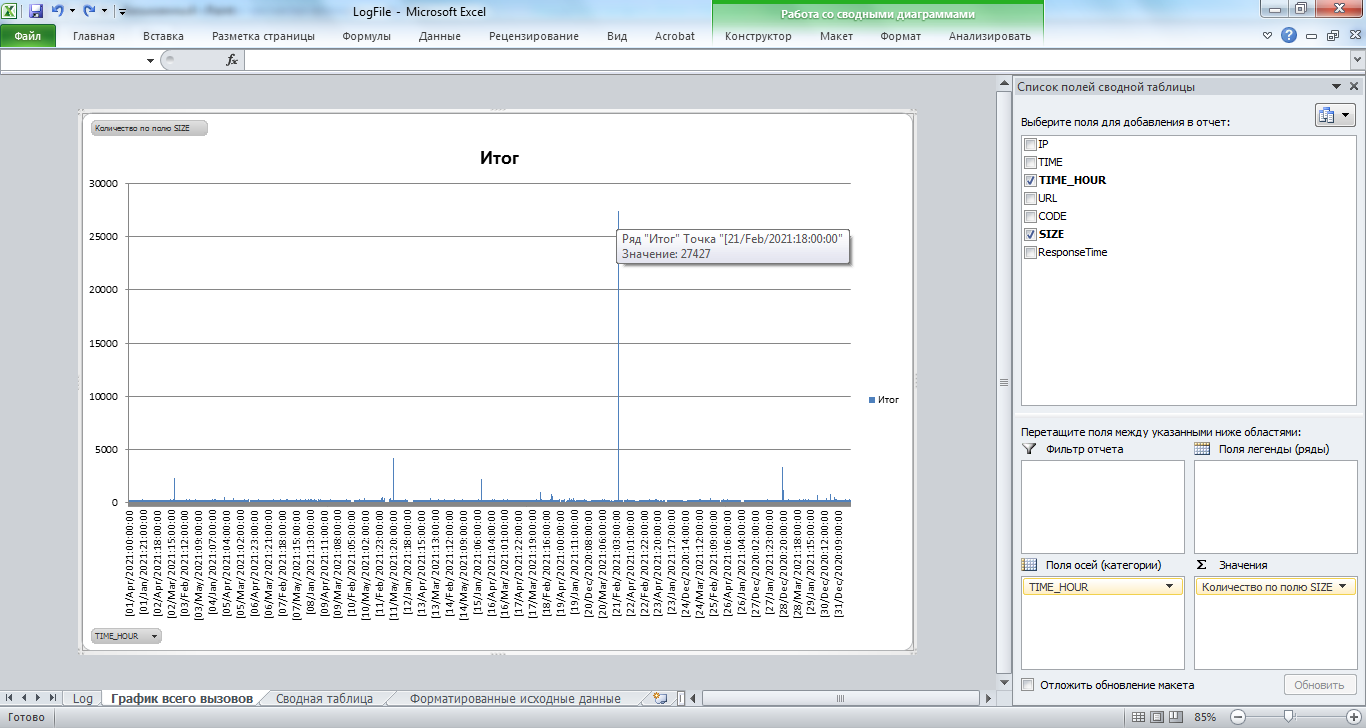 LogFile - Microsoft Excel
Работа со сводными диаграммами
Файл Главная Вставка Разметка страницы Формулы Данные Рецензирование Вид Acrobat Конструктор Макет Формат Анализировать
fx
Список полей сводной таблицы
Количество по полю SIZE
Выберите поля для добавления в отчет:
Итог
IP
TIME
TIME_HOUR
URL
CODE
SIZE
ResponseTime
30000
25000
20000
15000
10000
5000
0
Ряд "Итог" Точка "[21/Feb/2021:18:00:00"
Значение: 27427
Итог
[01/Apr/2021:00:00:00
[01/Jan/2021:21:00:00
[02/Apr/2021:18:00:00
[02/Mar/2021:15:00:00
[03/Feb/2021:12:00:00
[03/May/2021:09:00:00
[04/Jan/2021:07:00:00
[05/Apr/2021:04:00:00
[05/Mar/2021:02:00:00
[06/Apr/2021:23:00:00
[06/Mar/2021:21:00:00
[07/Feb/2021:18:00:00
[07/May/2021:15:00:00
[08/Jan/2021:13:00:00
[09/Apr/2021:11:00:00
[09/Mar/2021:08:00:00
[10/Feb/2021:05:00:00
[10/May/2021:02:00:00
[11/Feb/2021:23:00:00
[11/May/2021:20:00:00
[12/Jan/2021:18:00:00
[13/Apr/2021:15:00:00
[13/Mar/2021:13:00:00
[14/Feb/2021:12:00:00
[15/Jan/2021:06:00:00
[16/Apr/2021:04:00:00
[16/Mar/2021:01:00:00
[17/Apr/2021:22:00:00
[17/Mar/2021:19:00:00
[18/Feb/2021:16:00:00
[19/Apr/2021:00:00:00
[19/Jan/2021:11:00:00
[20/Dec/2020:08:00:00
[20/Mar/2021:06:00:00
[21/Feb/2021:03:00:00
[22/Apr/2021:01:00:00
[22/Feb/2021:22:00:00
[23/Apr/2021:20:00:00
[23/Jan/2021:17:00:00
[24/Dec/2020:14:00:00
[24/Mar/2021:12:00:00
[25/Feb/2021:09:00:00
[26/Apr/2021:06:00:00
[26/Jan/2021:04:00:00
[27/Dec/2020:02:00:00
[27/Jan/2021:23:00:00
[28/Dec/2020:20:00:00
[28/Mar/2021:18:00:00
[29/Jan/2021:15:00:00
[30/Dec/2020:12:00:00
[31/Dec/2020:09:00:00
TIME_HOUR
Перетащите поля между указанными ниже областями:
Фильтр отчета
Поля легенды (ряды)
Поля осей (категории)
Σ Значения
TIME_HOUR
Количество по полю SIZE
Отложить обновление макета
Обновить
Log График всего вызовов Сводная таблица Форматированные исходные данные
Готово
85%